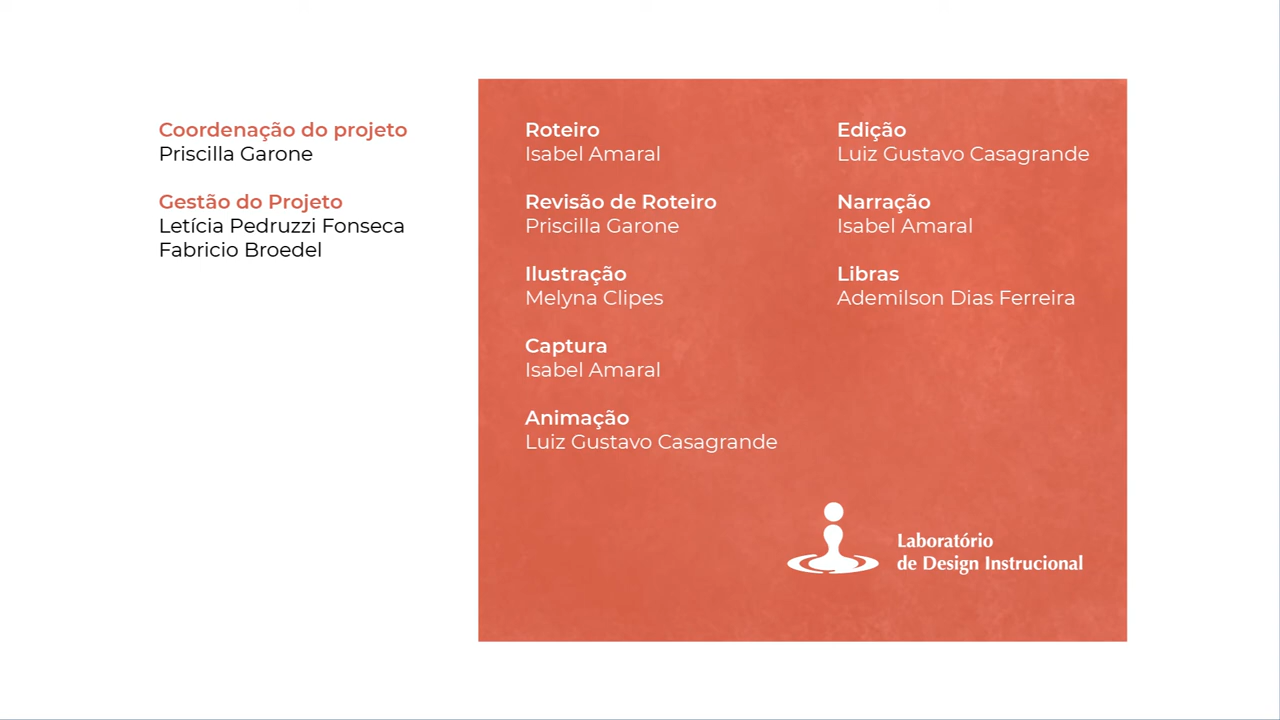 Coordenação do projeto
Priscilla Garone
Gestão do Projeto
Letícia Pedruzzi Fonseca
Fabricio Broedel
Roteiro
Isabel Amaral
Revisão de Roteiro
Priscilla Garone
Ilustração
Melyna Clipes
Captura
Isabel Amaral
Animação
Luiz Gustavo Casagrande
Edição
Luiz Gustavo Casagrande
Narração
Isabel Amaral
Libras
Ademilson Dias Ferreira
Laboratório
de Design Instrucional